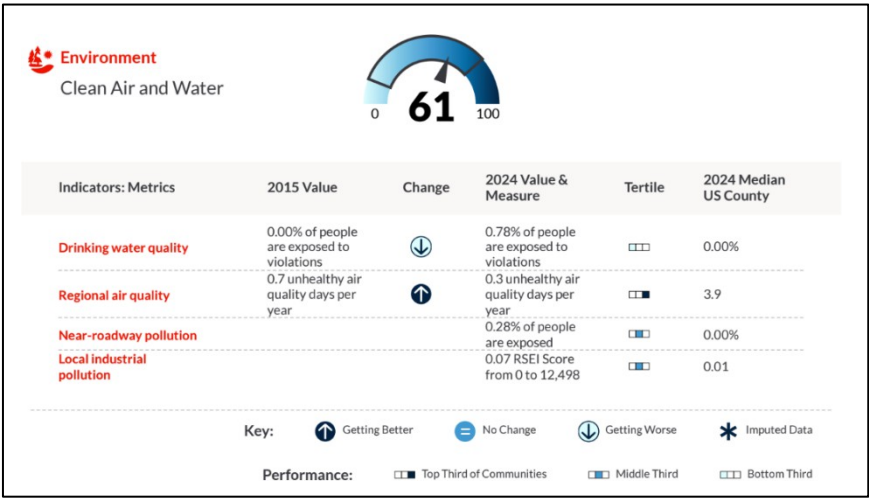 Environment
Clean Air and Water
0 61 100
Indicators: Metrics 2015 Value Change 2024 Value & Measure Tertile 2024 Median US County
Drinking water quality 0.00% of people are exposed to violations 0.78% of people are exposed to violations 0.00%
Regional air quality 0.7 unhealthy air quality days per year 0.3 unhealthy air quality days per year 3.9
Near-roadway pollution 0.28% of people are exposed 0.00%
Local industrial pollution 0.07 RSEI Score from 0 to 12,498 0.01
Key: Getting Better = No Change Getting Worse * Imputed Data
Performance: Top Third of Communities Middle Third Bottom Third